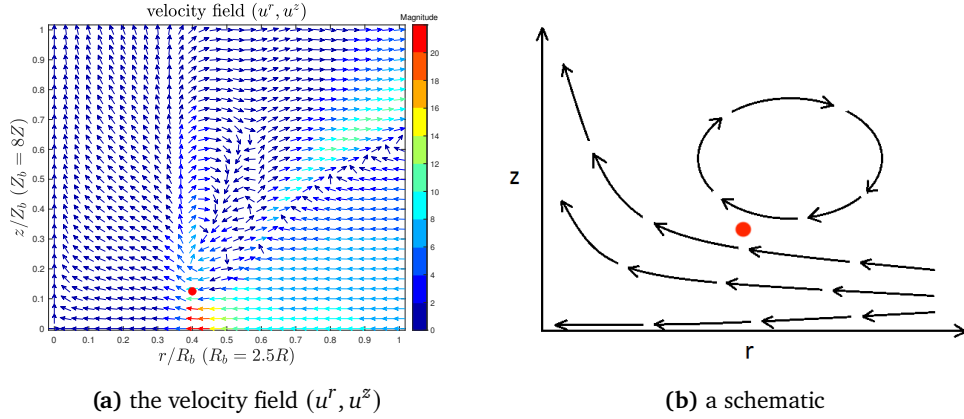 velocity field (u^r, u^z)
Magnitude
1
0.9
0.8
0.7
0.6
0.5
0.4
0.3
0.2
0.1
0
z/Z_b (Z_b = 8Z)
0 0.1 0.2 0.3 0.4 0.5 0.6 0.7 0.8 0.9 1
r/R_b (R_b = 2.5R)
20
18
16
14
12
10
8
6
4
2
0
z
r
(a) the velocity field (u^r, u^z)
(b) a schematic